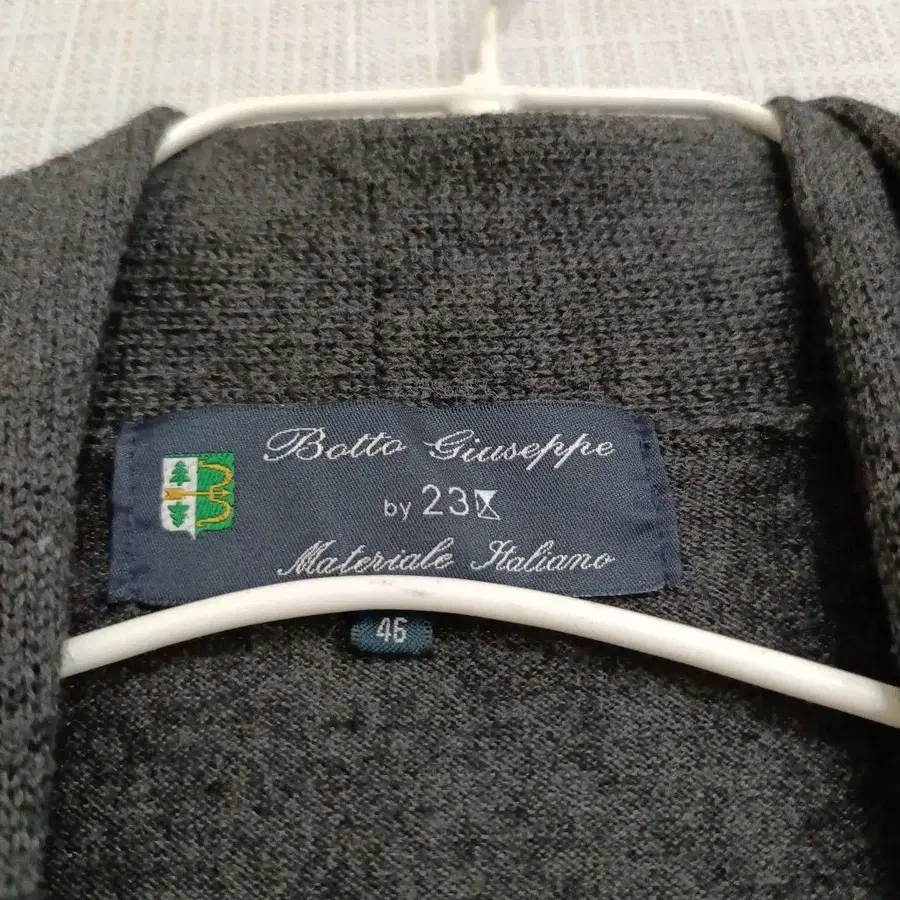 Botto Giuseppe
by 23
Materiale Italiano
46